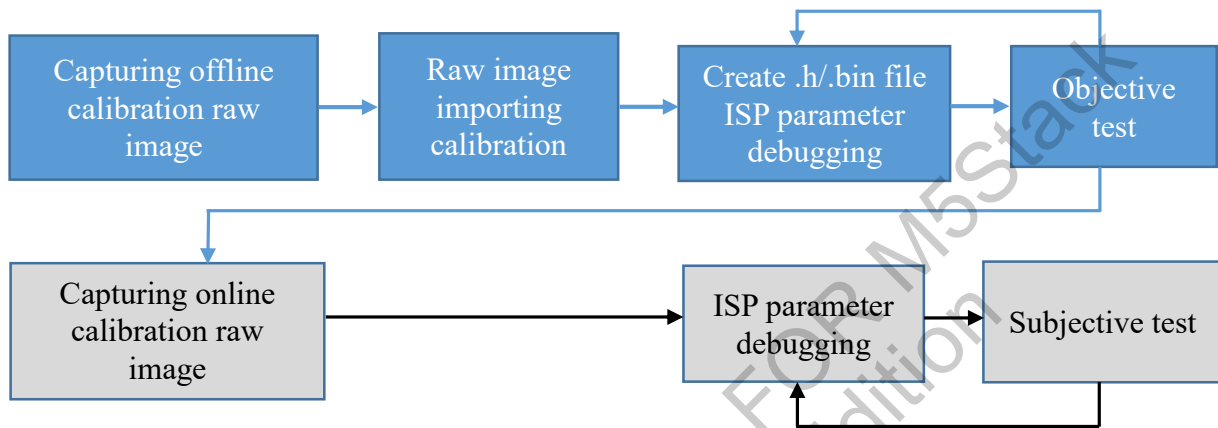 Capturing offline
calibration raw
image
Raw image
importing
calibration
Create .h/.bin file
ISP parameter
debugging
Objective
test
Capturing online
calibration raw
image
ISP parameter
debugging
Subjective test
FOR M5Stack